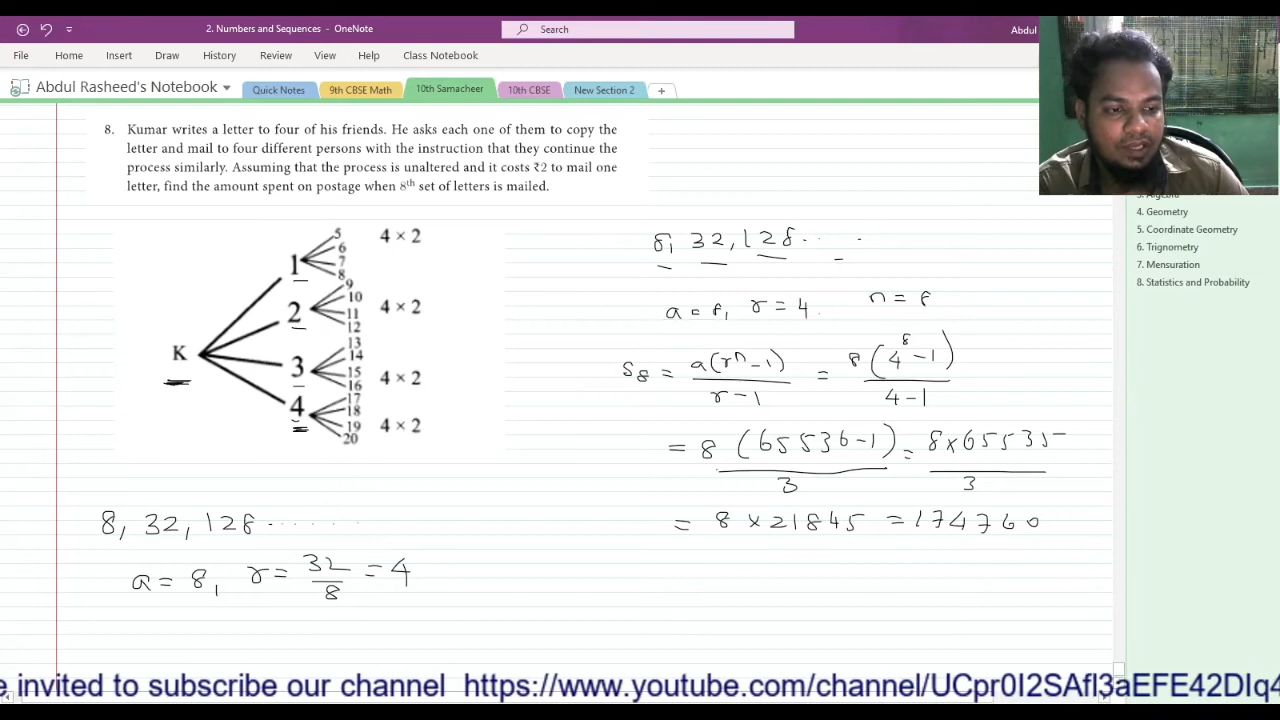 2. Numbers and Sequences - OneNote
Search
Abdul
File Home Insert Draw History Review View Help Class Notebook
Abdul Rasheed's Notebook
Quick Notes 9th CBSE Math 10th Samacheer 10th CBSE New Section 2 +
8. Kumar writes a letter to four of his friends. He asks each one of them to copy the
letter and mail to four different persons with the instruction that they continue the
process similarly. Assuming that the process is unaltered and it costs ₹2 to mail one
letter, find the amount spent on postage when 8th set of letters is mailed.
K
1
2
3
4
5
6
7
8
9
10
11
12
13
14
15
16
17
18
19
20
4 × 2
4 × 2
4 × 2
4 × 2
8, 32, 128 .......
a = 8, r = 32/8 = 4
8, 32, 128 ... .
a = 8, r = 4. n = 8
S8 = a(rⁿ - 1)/r - 1 = 8(4⁸ - 1)/4 - 1
= 8 (65536 - 1)/3 = 8×65535/3
= 8 × 21845 = 174760
3. Algebra
4. Geometry
5. Coordinate Geometry
6. Trignometry
7. Mensuration
8. Statistics and Probability
e invited to subscribe our channel https://www.youtube.com/channel/UCpr0I2SAfl3aEFE42DIq4